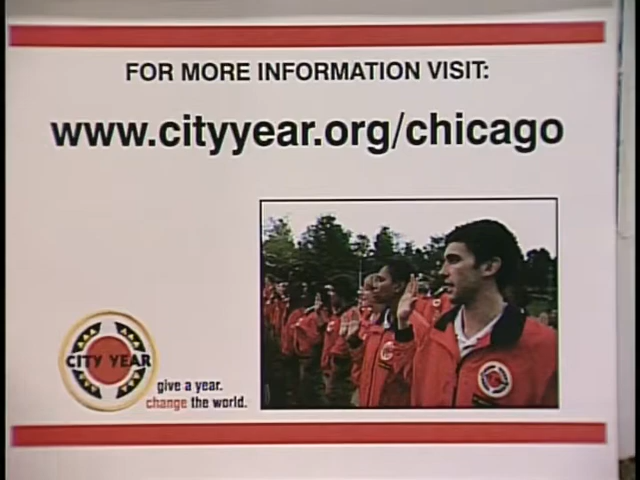 FOR MORE INFORMATION VISIT:
www.cityyear.org/chicago
CITY YEAR
give a year.
change the world.